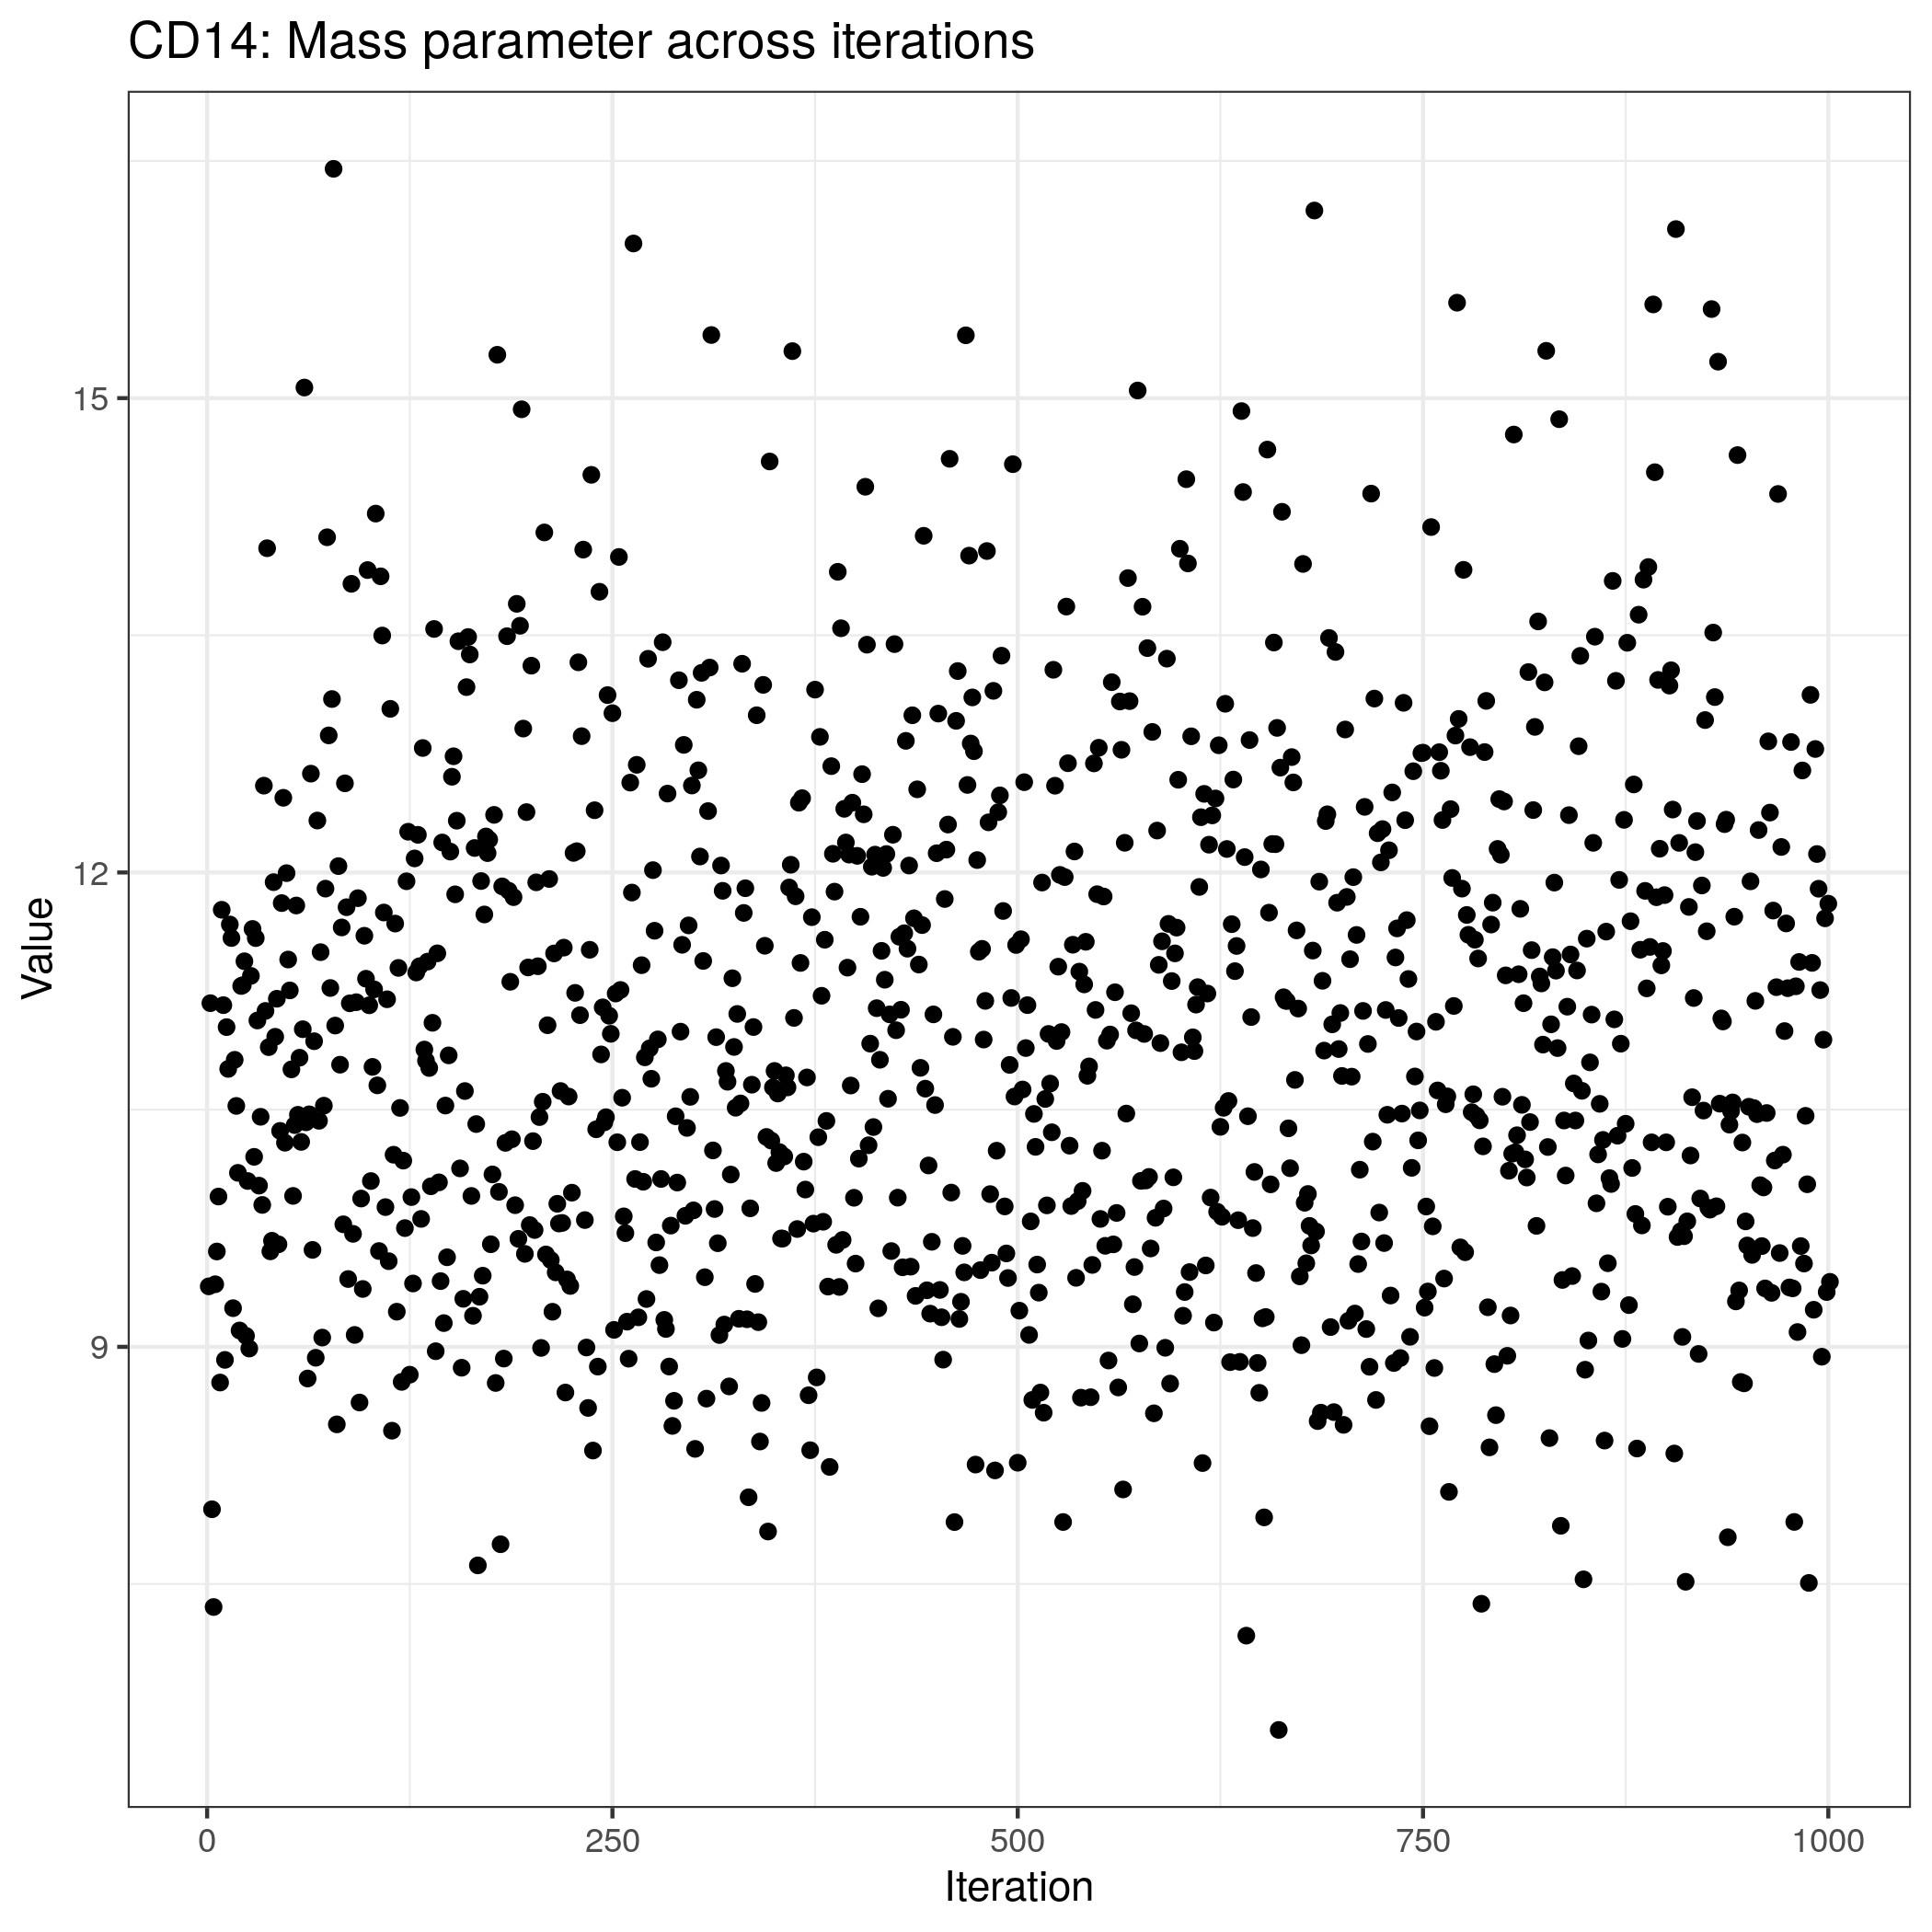 CD14: Mass parameter across iterations
Value
15
12
9
0 250 500 750 1000
Iteration